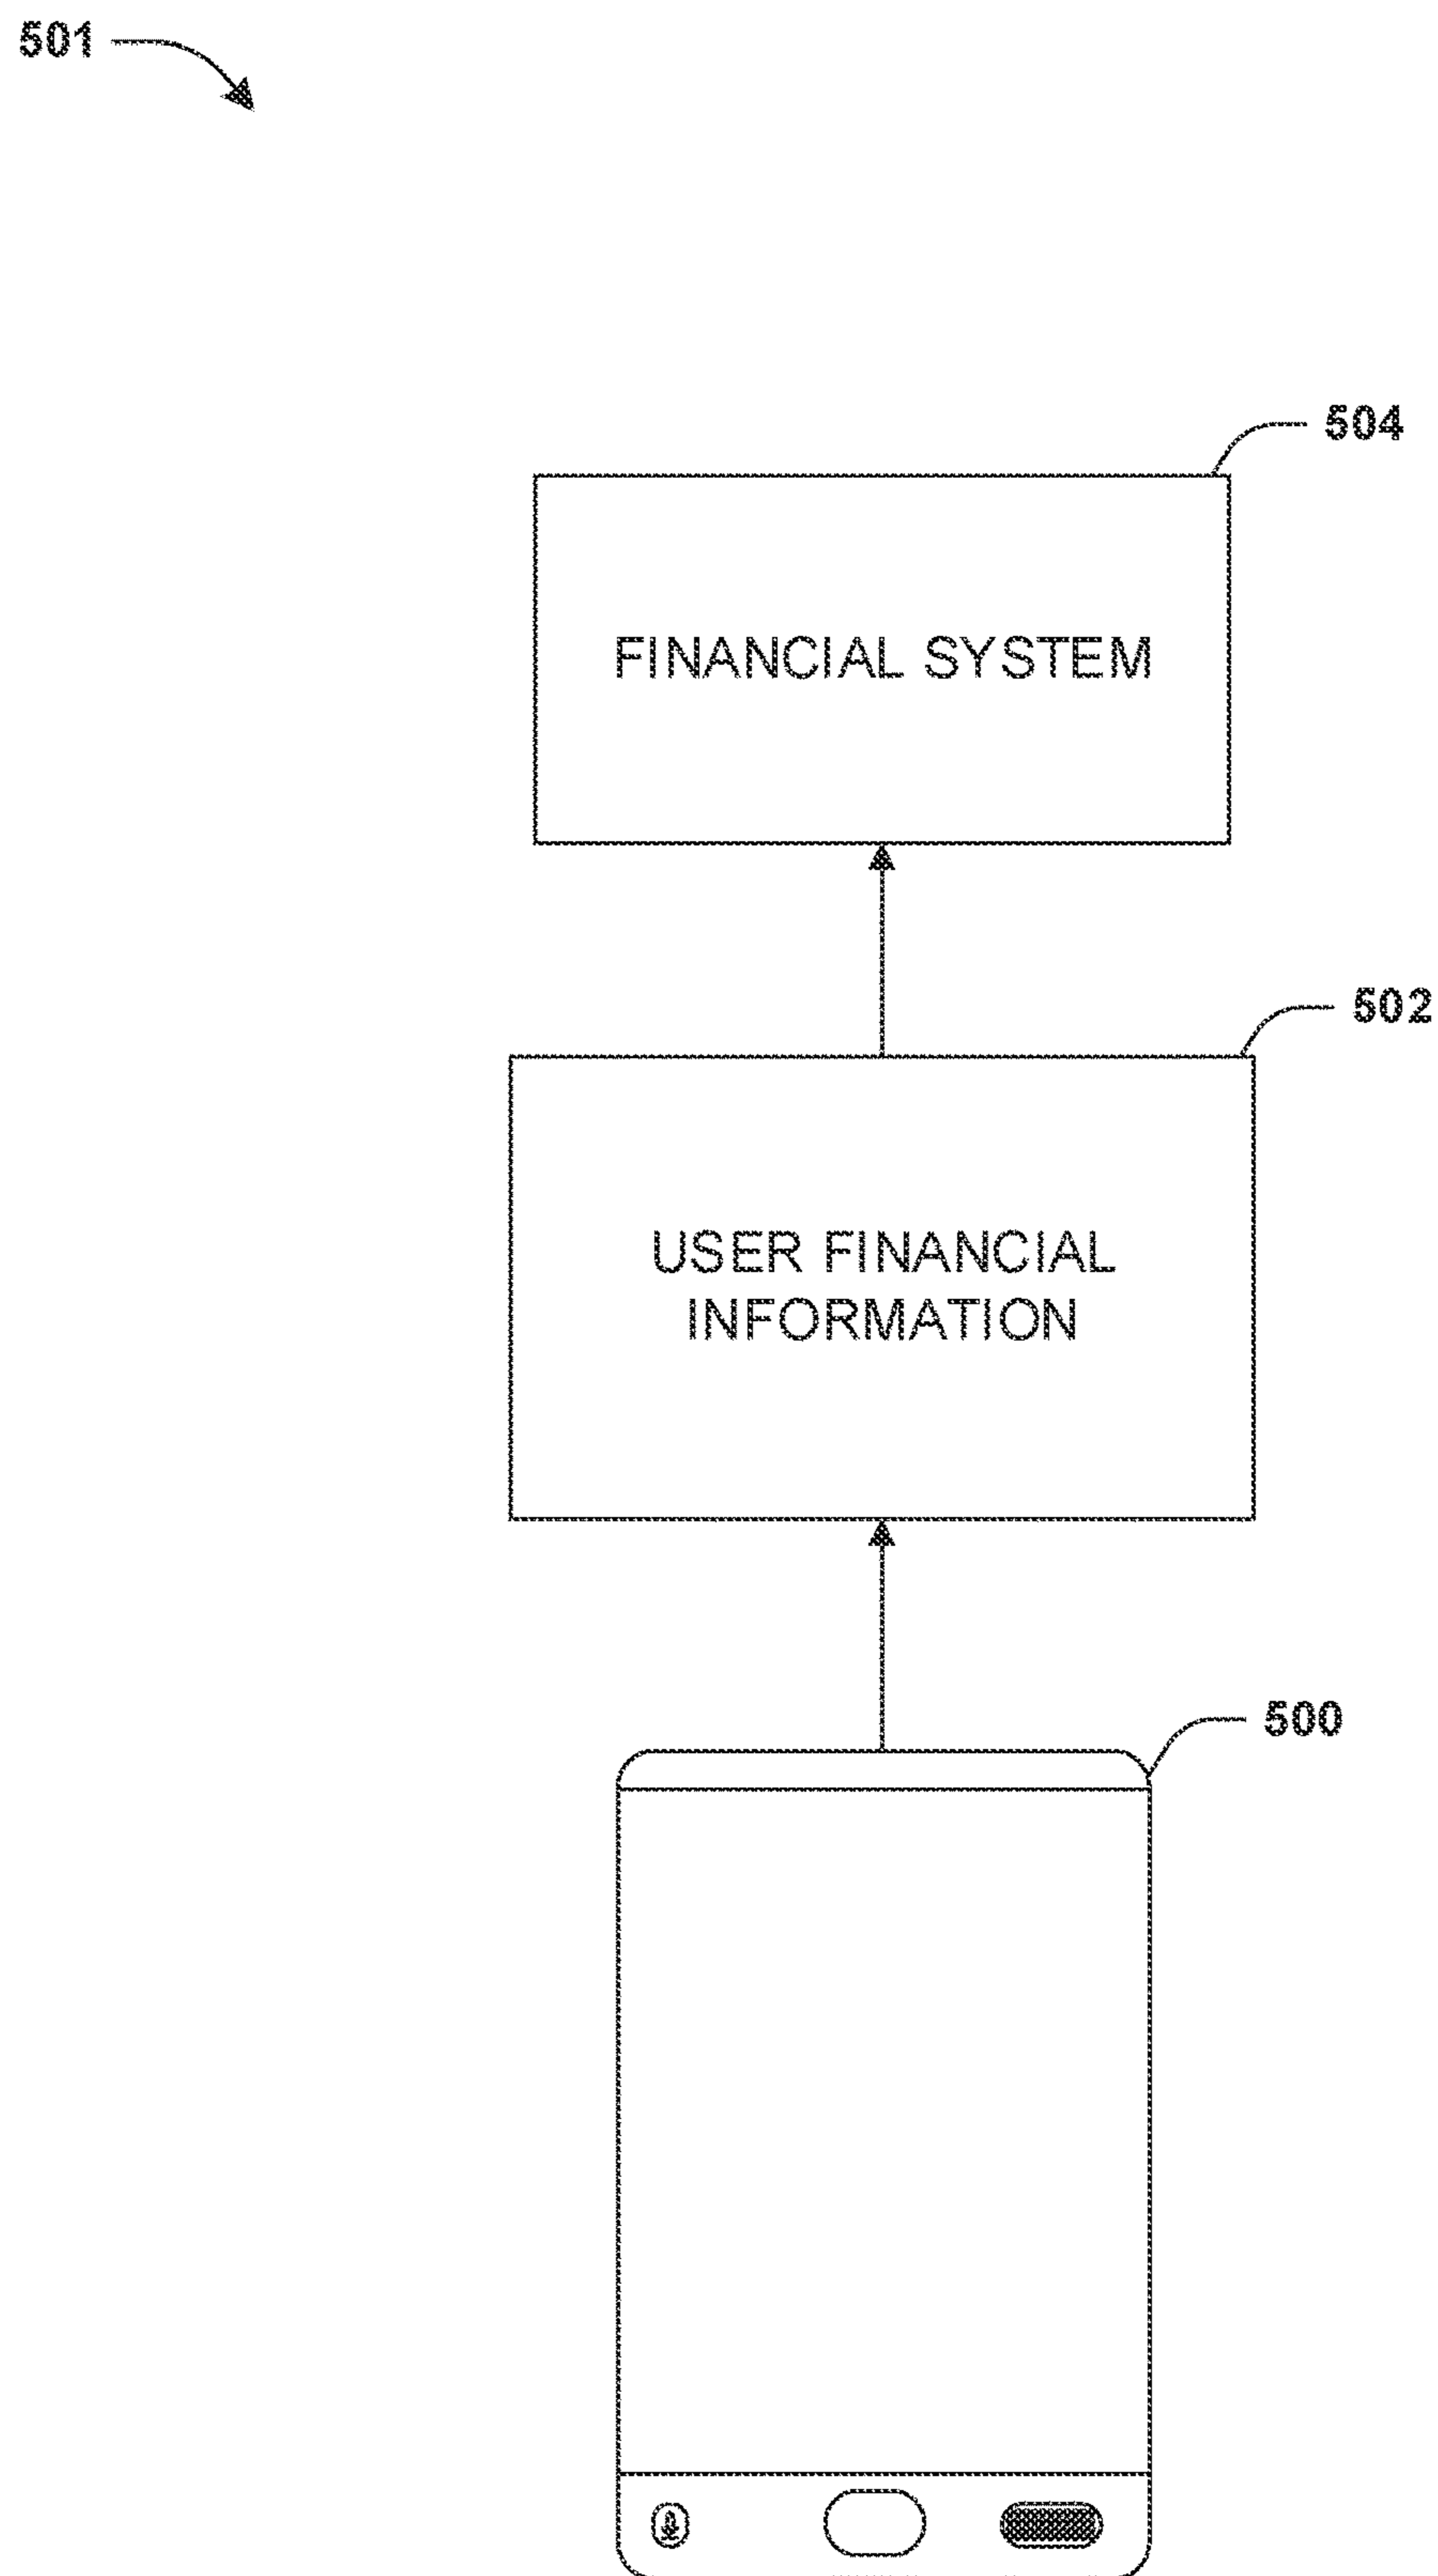 501
504
FINANCIAL SYSTEM
502
USER FINANCIAL
INFORMATION
500